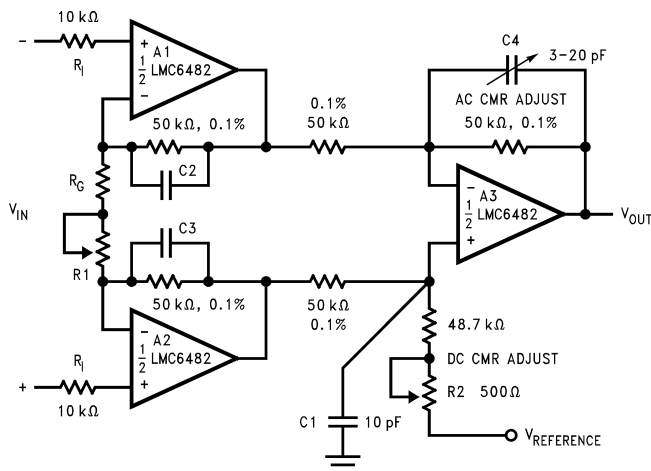 10 kΩ
−
R_I
+
A1
1/2
LMC6482
−
50 kΩ, 0.1%
C2
0.1%
50 kΩ
C4
3–20 pF
AC CMR ADJUST
50 kΩ, 0.1%
R_G
V_IN
R1
C3
50 kΩ, 0.1%
50 kΩ
0.1%
−
A3
1/2
LMC6482
+
V_OUT
−
A2
1/2
LMC6482
+
R_I
+
10 kΩ
48.7 kΩ
DC CMR ADJUST
R2 500Ω
C1
10 pF
V_REFERENCE